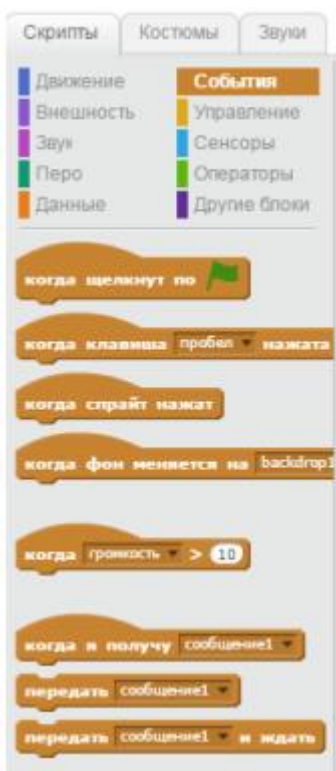 Скрипты Костюмы Звуки
Движение События
Внешность Управление
Звук Сенсоры
Перо Операторы
Данные Другие блоки
когда щелкнут по
когда клавиша пробел нажата
когда спрайт нажат
когда фон меняется на backdrop1
когда громкость > 10
когда я получу сообщение1
передать сообщение1
передать сообщение1 и ждать